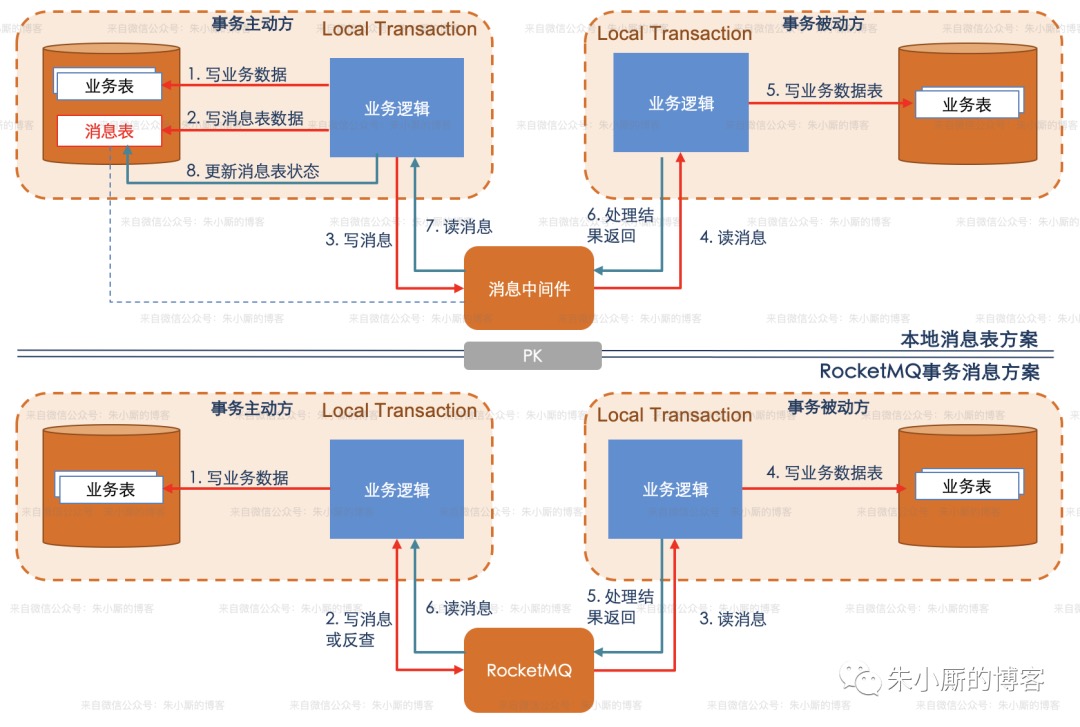 事务主动方
Local Transaction
业务表
消息表
1. 写业务数据
2. 写消息表数据
8. 更新消息表状态
业务逻辑
3. 写消息
7. 读消息
消息中间件
事务被动方
Local Transaction
业务逻辑
5. 写业务数据表
业务表
6. 处理结
果返回
4. 读消息
本地消息表方案
PK
RocketMQ事务消息方案
事务主动方
Local Transaction
业务表
1. 写业务数据
业务逻辑
2. 写消息
或反查
6. 读消息
RocketMQ
事务被动方
Local Transaction
业务逻辑
4. 写业务数据表
业务表
5. 处理结
果返回
3. 读消息
来自微信公众号：朱小厮的博客
朱小厮的博客